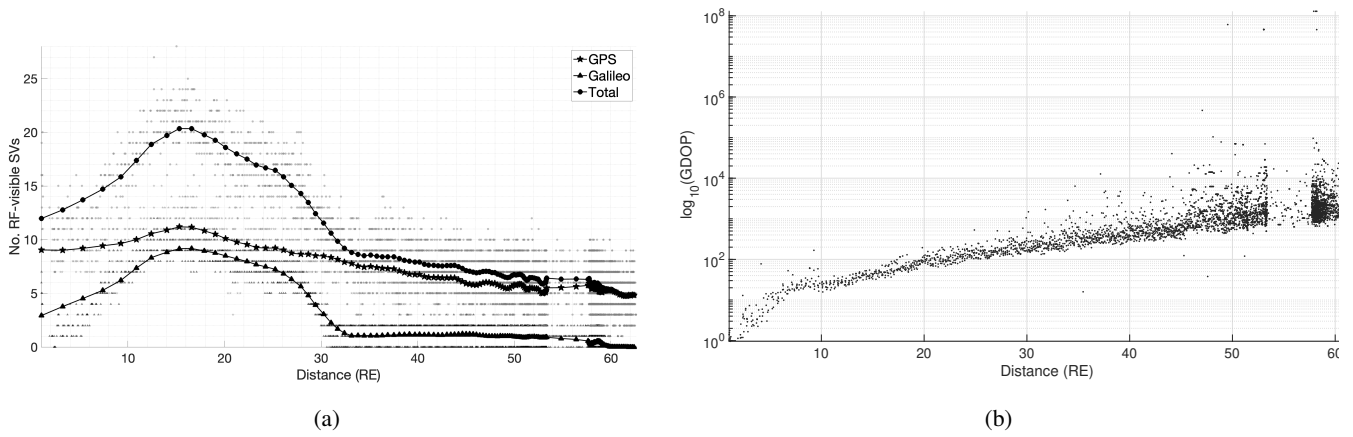 No. RF-visible SVs
25
20
15
10
5
0
GPS
Galileo
Total
10 20 30 40 50 60
Distance (RE)
(a)
log10(GDOP)
10^8
10^6
10^4
10^2
10^0
10 20 30 40 50 60
Distance (RE)
(b)